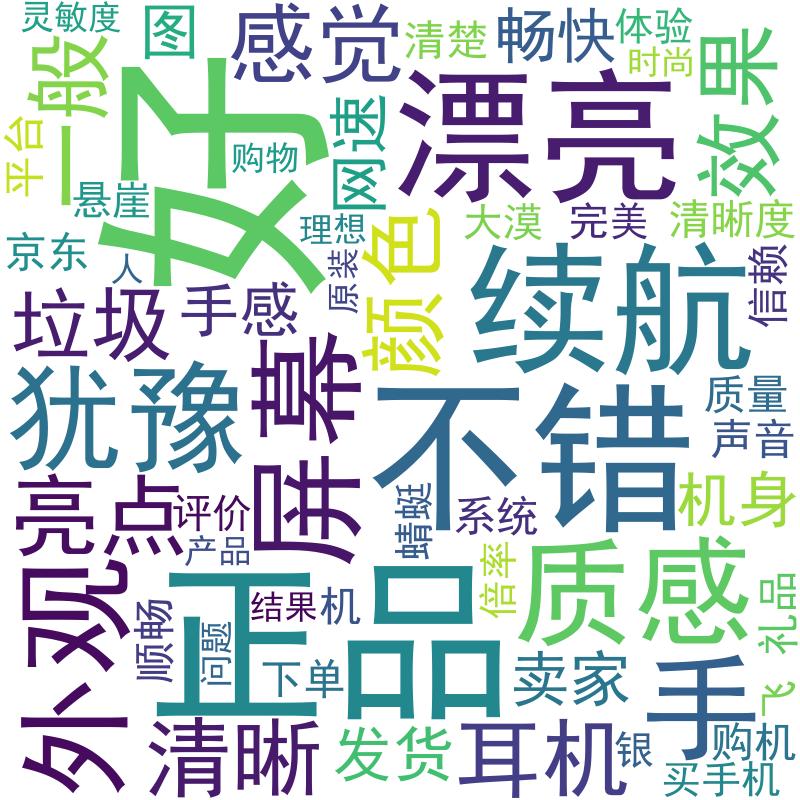 灵敏度
图
感觉
清楚
畅快
体验
时尚
效果
一般
好
漂亮
网速
平台
购物
悬崖
京东
人
理想
原装
颜色
大漠
完美
清晰度
信赖
垃圾
手感
续航
犹豫
屏幕
不错
质量
声音
亮点
评价
产品
蜻蜓
系统
机身
外观
正品
结果
机
倍率
质感
礼品
顺畅
问题
下单
卖家
手
飞
清晰
发货
耳机
银
购机
买手机